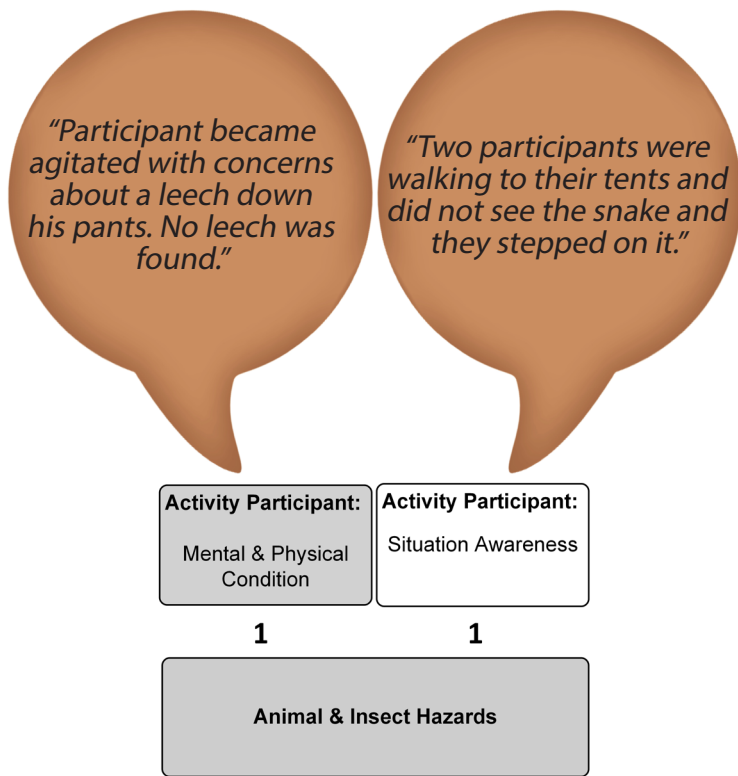 “Participant became
agitated with concerns
about a leech down
his pants. No leech was
found.”
“Two participants were
walking to their tents and
did not see the snake and
they stepped on it.”
Activity Participant:
Mental & Physical
Condition
Activity Participant:
Situation Awareness
1
1
Animal & Insect Hazards